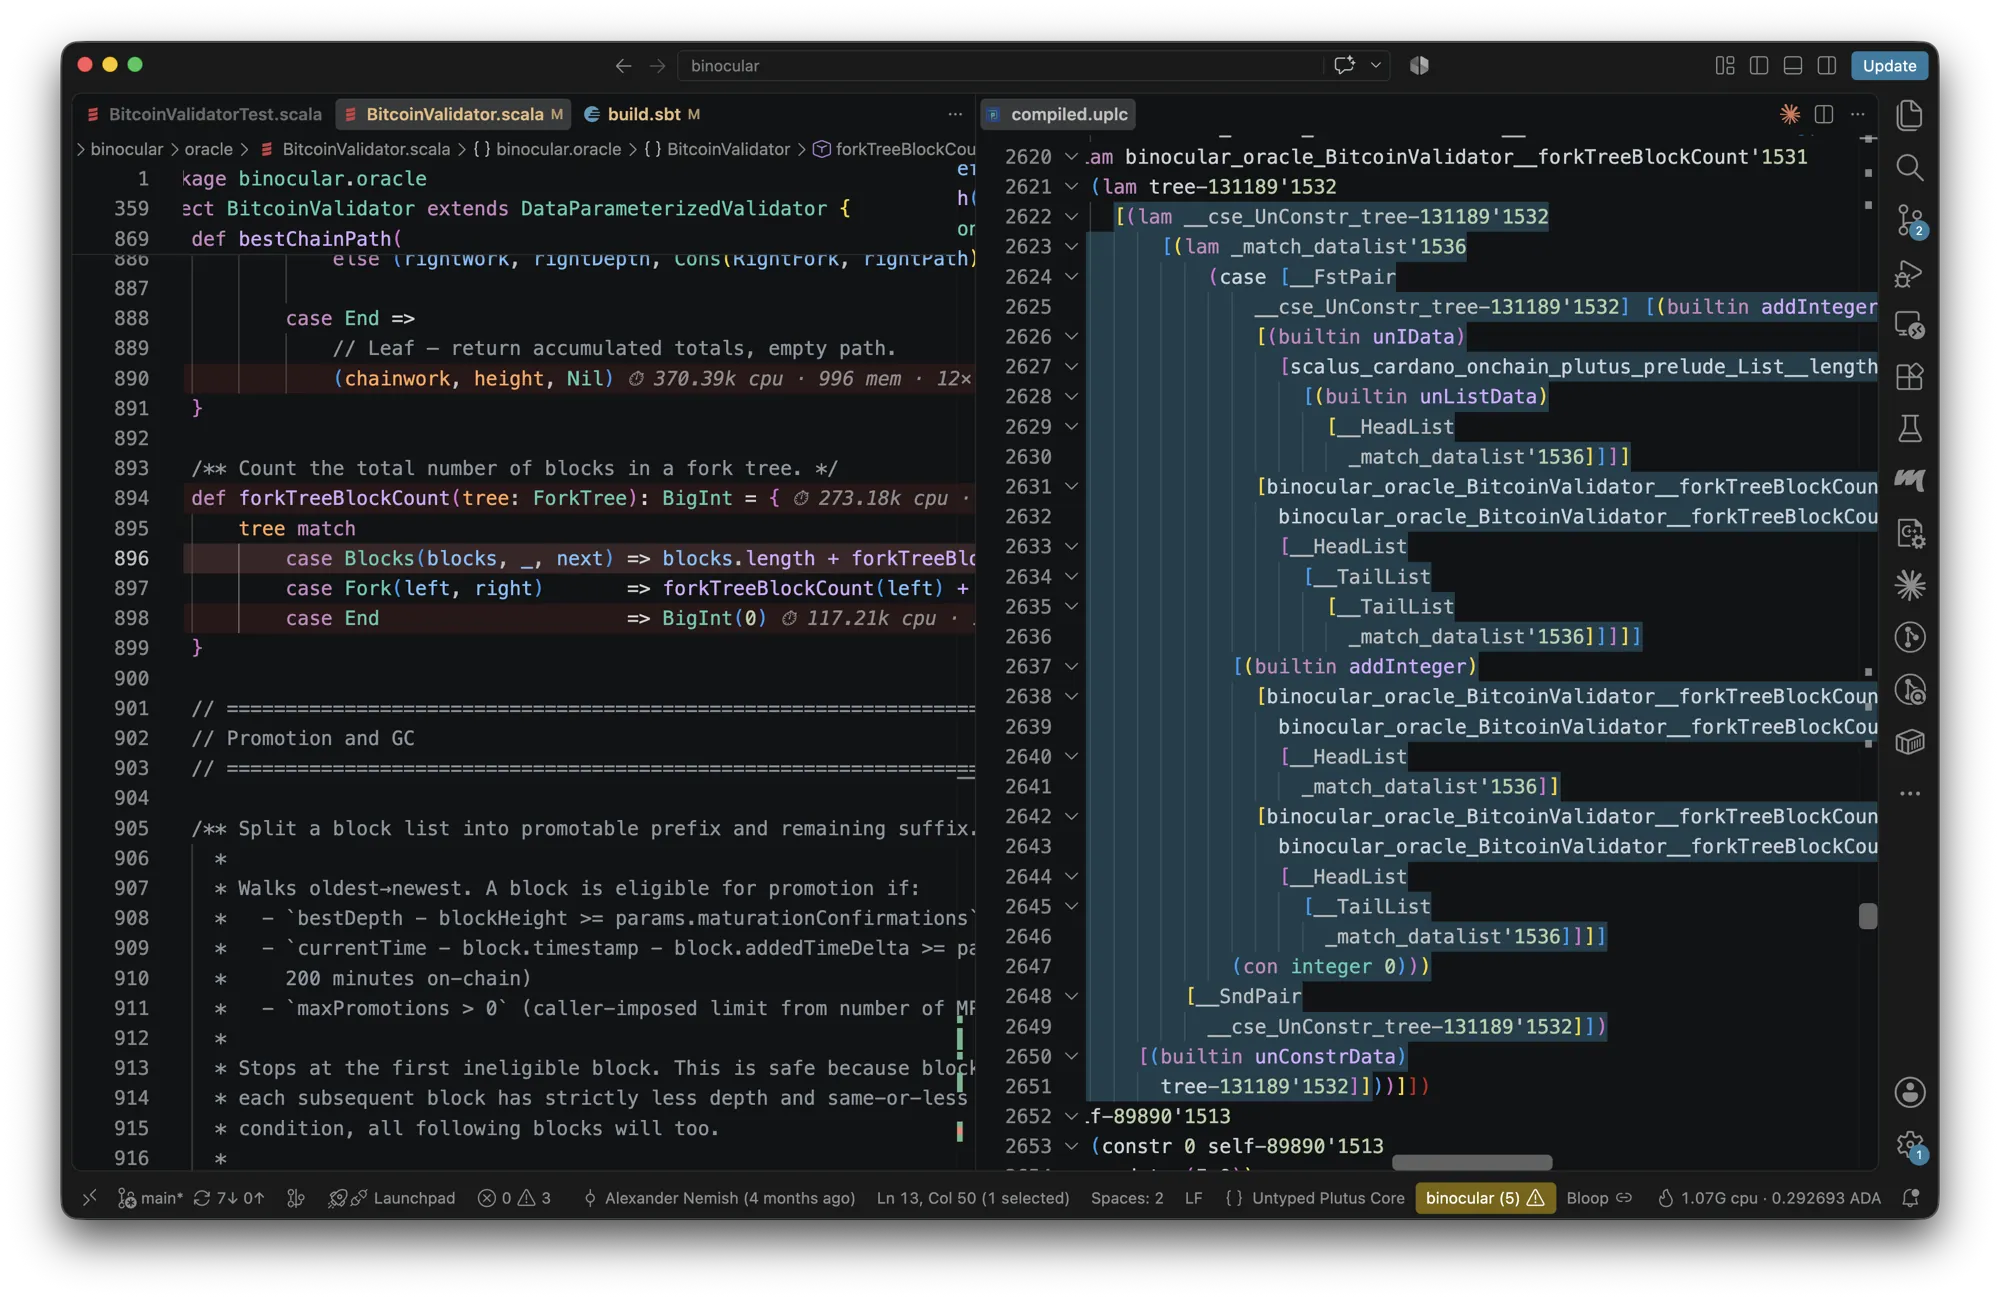 binocular
Update
BitcoinValidatorTest.scala
BitcoinValidator.scala M
build.sbt M
···
compiled.uplc
···
> binocular > oracle > BitcoinValidator.scala > { } binocular.oracle > { } BitcoinValidator > forkTreeBlockCou
1 kage binocular.oracle
359 ect BitcoinValidator extends DataParameterizedValidator {
869 def bestChainPath(
886 else (rightWork, rightDepth, Cons(RightFork, rightPath)
887
888 case End =>
889 // Leaf — return accumulated totals, empty path.
890 (chainwork, height, Nil) 370.39k cpu · 996 mem · 12×
891 }
892
893 /** Count the total number of blocks in a fork tree. */
894 def forkTreeBlockCount(tree: ForkTree): BigInt = { 273.18k cpu ·
895 tree match
896 case Blocks(blocks, _, next) => blocks.length + forkTreeBlo
897 case Fork(left, right) => forkTreeBlockCount(left) +
898 case End => BigInt(0) 117.21k cpu ·
899 }
900
901 // ================================================================
902 // Promotion and GC
903 // ================================================================
904
905 /** Split a block list into promotable prefix and remaining suffix.
906 *
907 * Walks oldest→newest. A block is eligible for promotion if:
908 * - `bestDepth - blockHeight >= params.maturationConfirmations`
909 * - `currentTime - block.timestamp - block.addedTimeDelta >= pa
910 * 200 minutes on-chain)
911 * - `maxPromotions > 0` (caller-imposed limit from number of MP
912 *
913 * Stops at the first ineligible block. This is safe because block
914 * each subsequent block has strictly less depth and same-or-less
915 * condition, all following blocks will too.
916 *
h(
or
2620 lam binocular_oracle_BitcoinValidator__forkTreeBlockCount'1531
2621 (lam tree-131189'1532
2622 [(lam __cse_UnConstr_tree-131189'1532
2623 [(lam _match_datalist'1536
2624 (case [__FstPair
2625 __cse_UnConstr_tree-131189'1532] [(builtin addInteger
2626 [(builtin unIData)
2627 [scalus_cardano_onchain_plutus_prelude_List__length
2628 [(builtin unListData)
2629 [__HeadList
2630 _match_datalist'1536]]]]
2631 [binocular_oracle_BitcoinValidator__forkTreeBlockCoun
2632 binocular_oracle_BitcoinValidator__forkTreeBlockCou
2633 [__HeadList
2634 [__TailList
2635 [__TailList
2636 _match_datalist'1536]]]]]
2637 [(builtin addInteger)
2638 [binocular_oracle_BitcoinValidator__forkTreeBlockCoun
2639 binocular_oracle_BitcoinValidator__forkTreeBlockCou
2640 [__HeadList
2641 _match_datalist'1536]]
2642 [binocular_oracle_BitcoinValidator__forkTreeBlockCoun
2643 binocular_oracle_BitcoinValidator__forkTreeBlockCou
2644 [__HeadList
2645 [__TailList
2646 _match_datalist'1536]]]]
2647 (con integer 0)))
2648 [__SndPair
2649 __cse_UnConstr_tree-131189'1532]])
2650 [(builtin unConstrData)
2651 tree-131189'1532]]))]])
2652 f-89890'1513
2653 (constr 0 self-89890'1513
2
1
main* 7↓ 0↑ Launchpad 0 3 Alexander Nemish (4 months ago) Ln 13, Col 50 (1 selected) Spaces: 2 LF { } Untyped Plutus Core binocular (5) Bloop 1.07G cpu · 0.292693 ADA